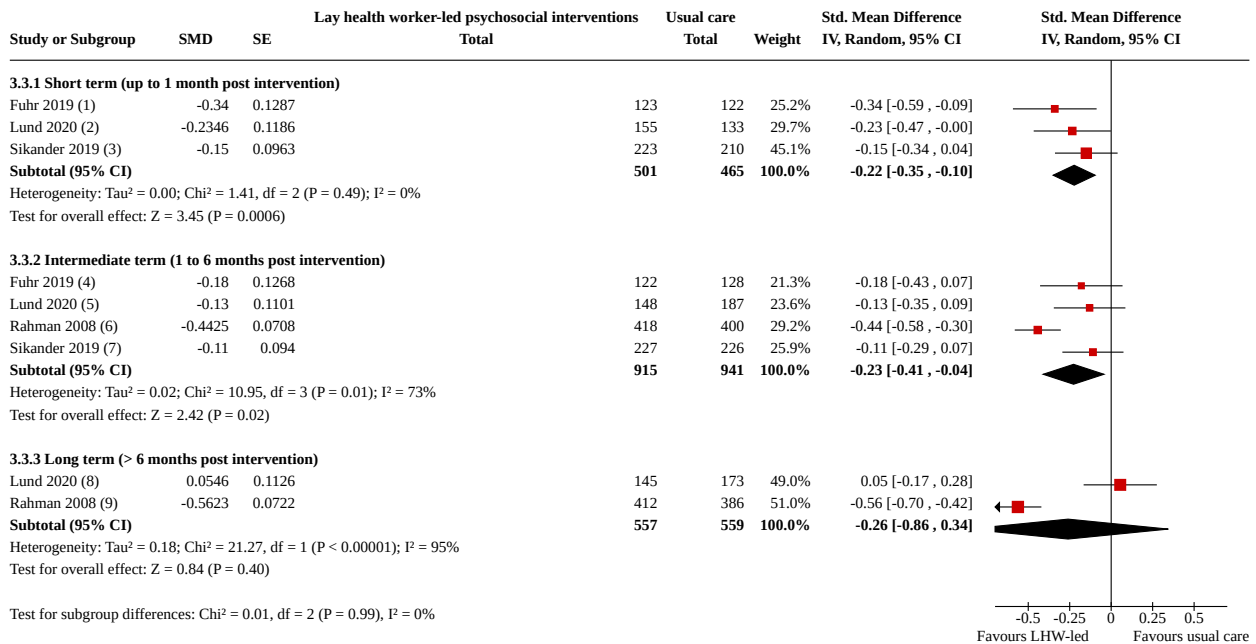 Lay health worker-led psychosocial interventions Usual care Std. Mean Difference Std. Mean Difference
Study or Subgroup SMD SE Total Total Weight IV, Random, 95% CI IV, Random, 95% CI
3.3.1 Short term (up to 1 month post intervention)
Fuhr 2019 (1) -0.34 0.1287 123 122 25.2% -0.34 [-0.59 , -0.09]
Lund 2020 (2) -0.2346 0.1186 155 133 29.7% -0.23 [-0.47 , -0.00]
Sikander 2019 (3) -0.15 0.0963 223 210 45.1% -0.15 [-0.34 , 0.04]
Subtotal (95% CI) 501 465 100.0% -0.22 [-0.35 , -0.10]
Heterogeneity: Tau² = 0.00; Chi² = 1.41, df = 2 (P = 0.49); I² = 0%
Test for overall effect: Z = 3.45 (P = 0.0006)
3.3.2 Intermediate term (1 to 6 months post intervention)
Fuhr 2019 (4) -0.18 0.1268 122 128 21.3% -0.18 [-0.43 , 0.07]
Lund 2020 (5) -0.13 0.1101 148 187 23.6% -0.13 [-0.35 , 0.09]
Rahman 2008 (6) -0.4425 0.0708 418 400 29.2% -0.44 [-0.58 , -0.30]
Sikander 2019 (7) -0.11 0.094 227 226 25.9% -0.11 [-0.29 , 0.07]
Subtotal (95% CI) 915 941 100.0% -0.23 [-0.41 , -0.04]
Heterogeneity: Tau² = 0.02; Chi² = 10.95, df = 3 (P = 0.01); I² = 73%
Test for overall effect: Z = 2.42 (P = 0.02)
3.3.3 Long term (> 6 months post intervention)
Lund 2020 (8) 0.0546 0.1126 145 173 49.0% 0.05 [-0.17 , 0.28]
Rahman 2008 (9) -0.5623 0.0722 412 386 51.0% -0.56 [-0.70 , -0.42]
Subtotal (95% CI) 557 559 100.0% -0.26 [-0.86 , 0.34]
Heterogeneity: Tau² = 0.18; Chi² = 21.27, df = 1 (P < 0.00001); I² = 95%
Test for overall effect: Z = 0.84 (P = 0.40)
Test for subgroup differences: Chi² = 0.01, df = 2 (P = 0.99), I² = 0%
-0.5 -0.25 0 0.25 0.5
Favours LHW-led Favours usual care